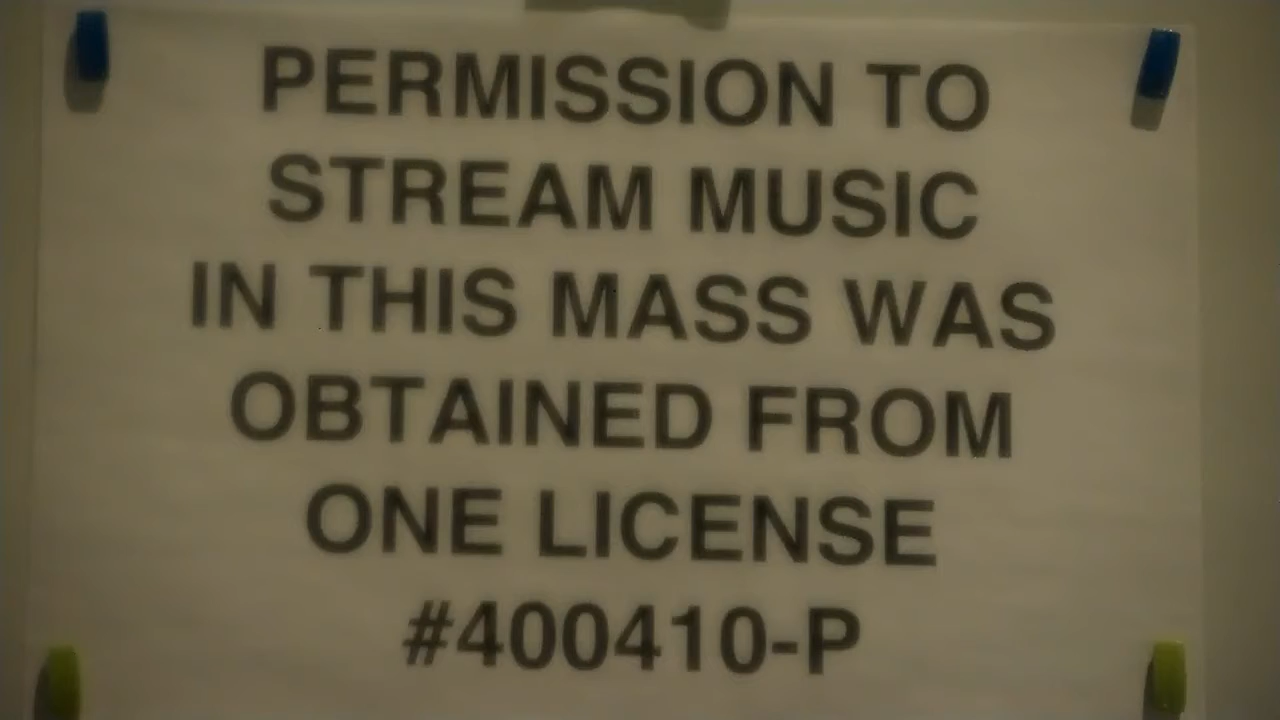 PERMISSION TO
STREAM MUSIC
IN THIS MASS WAS
OBTAINED FROM
ONE LICENSE
#400410-P